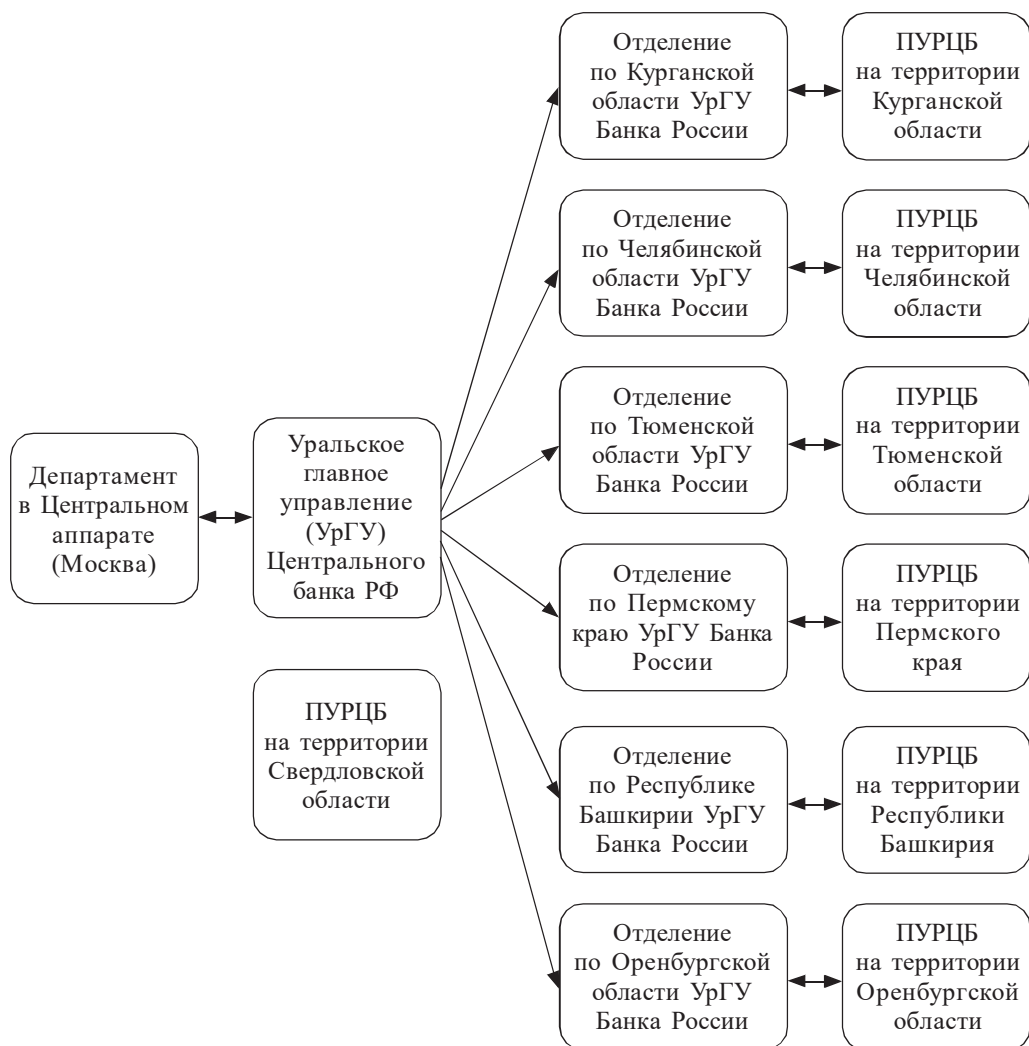 Отделение
по Курганской
области УрГУ
Банка России
ПУРЦБ
на территории
Курганской
области
Отделение
по Челябинской
области УрГУ
Банка России
ПУРЦБ
на территории
Челябинской
области
Отделение
по Тюменской
области УрГУ
Банка России
ПУРЦБ
на территории
Тюменской
области
Департамент
в Центральном
аппарате
(Москва)
Уральское
главное
управление
(УрГУ)
Центрального
банка РФ
Отделение
по Пермскому
краю УрГУ Банка
России
ПУРЦБ
на территории
Пермского
края
ПУРЦБ
на территории
Свердловской
области
Отделение
по Республике
Башкирии УрГУ
Банка России
ПУРЦБ
на территории
Республики
Башкирия
Отделение
по Оренбургской
области УрГУ
Банка России
ПУРЦБ
на территории
Оренбургской
области